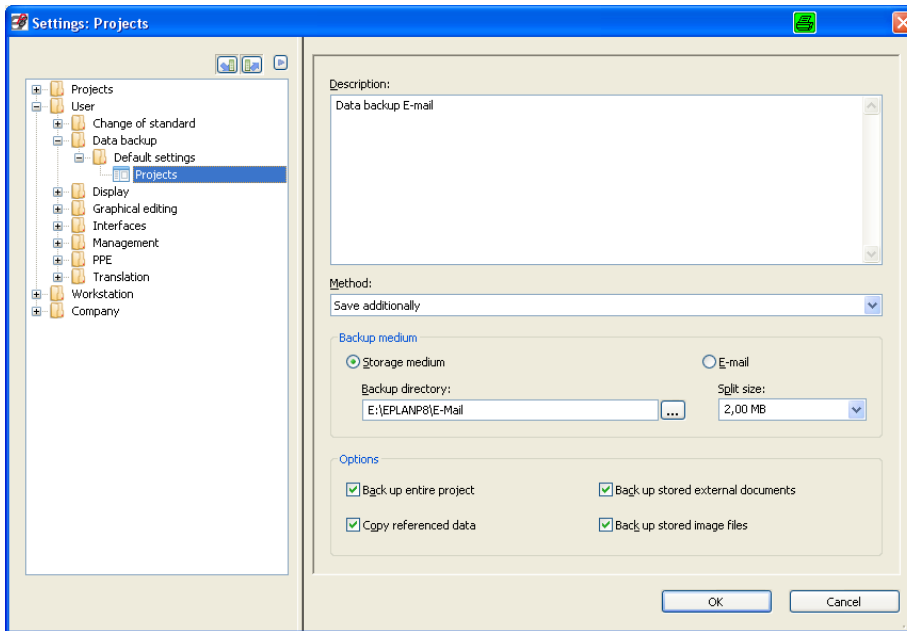 Settings: Projects
Projects
User
Change of standard
Data backup
Default settings
Projects
Display
Graphical editing
Interfaces
Management
PPE
Translation
Workstation
Company
Description:
Data backup E-mail
Method:
Save additionally
Backup medium
Storage medium
E-mail
Backup directory:
Split size:
E:\EPLANP8\E-Mail
...
2,00 MB
Options
Back up entire project
Back up stored external documents
Copy referenced data
Back up stored image files
OK
Cancel